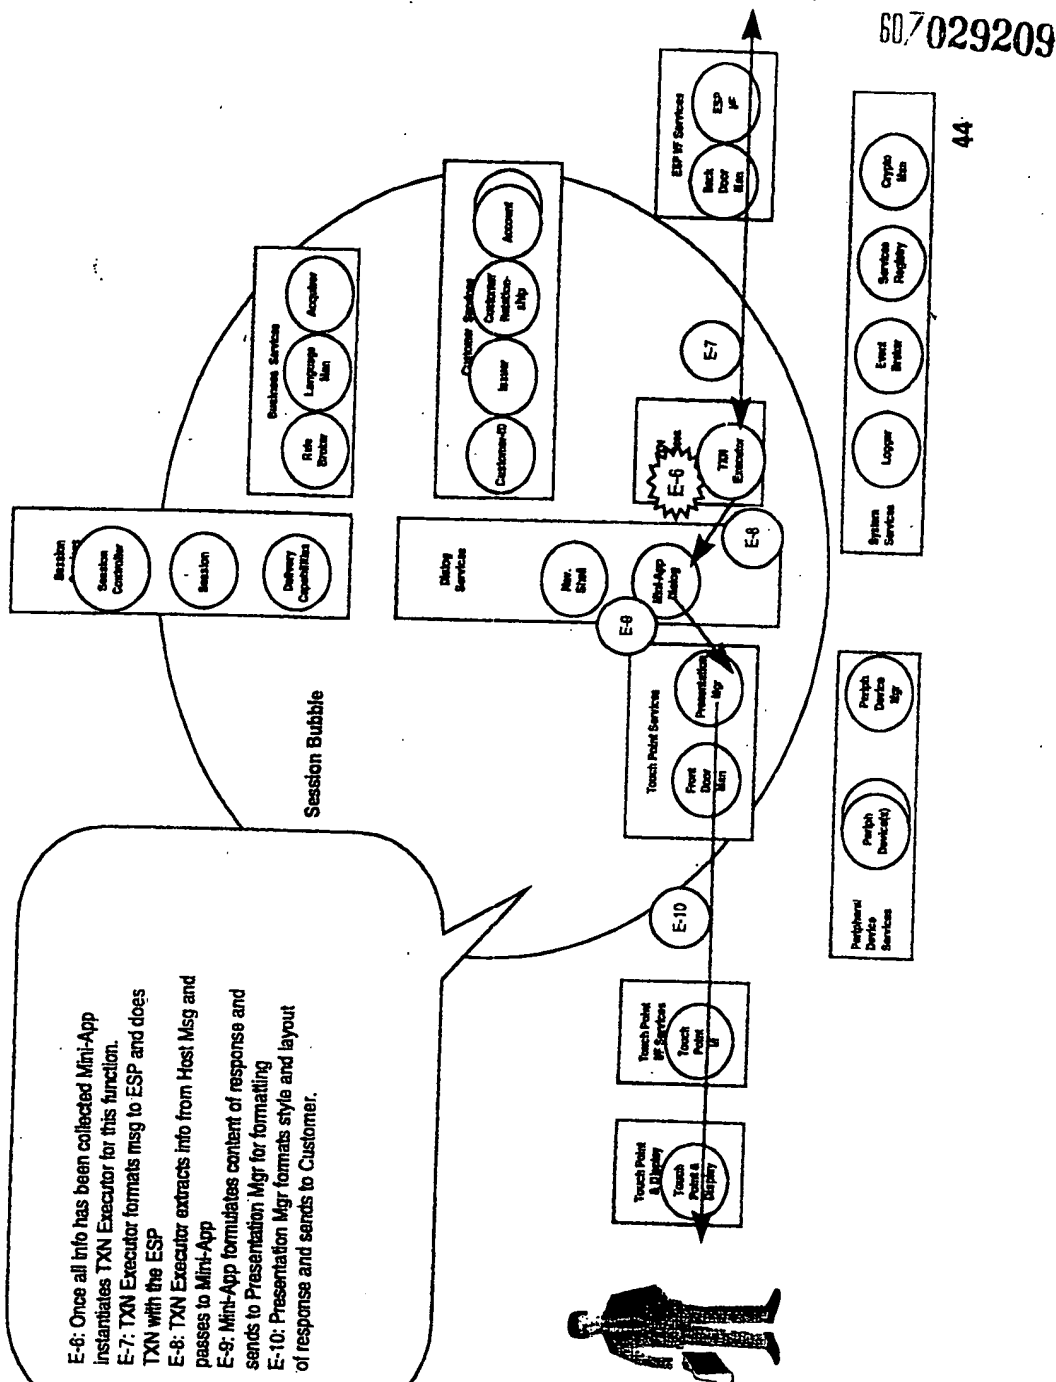 60/029209
E-6: Once all info has been collected Mini-App
instantiates TXN Executor for this function.
E-7: TXN Executor formats msg to ESP and does
TXN with the ESP
E-8: TXN Executor extracts info from Host Msg and
passes to Mini-App
E-9: Mini-App formulates content of response and
sends to Presentation Mgr for formatting
E-10: Presentation Mgr formats style and layout
of response and sends to Customer.
Session Bubble
Session
Session
Controller
Session
Delivery
Capabilities
Business Services
Rule
Broker
Language
Man
Acquirer
Customer Services
Customer-ID
Issuer
Customer
Relation-
ship
Account
Dialog
Services
Nav.
Shell
Mini-App
Dialog
TXN
E-6
TXN
Executor
E-7
E-8
E-9
E-10
ESP I/F Services
Back
Door
Man
ESP
I/F
Touch Point Services
Front
Door
Man
Presentation
Mgr
Touch Point
I/F Services
Touch
Point
I/F
Touch Point
& Display
Touch
Point &
Display
System
Services
Logger
Event
Broker
Services
Registry
Crypto
Man
Peripheral
Device
Services
Periph
Device(s)
Periph
Device
Mgr
44